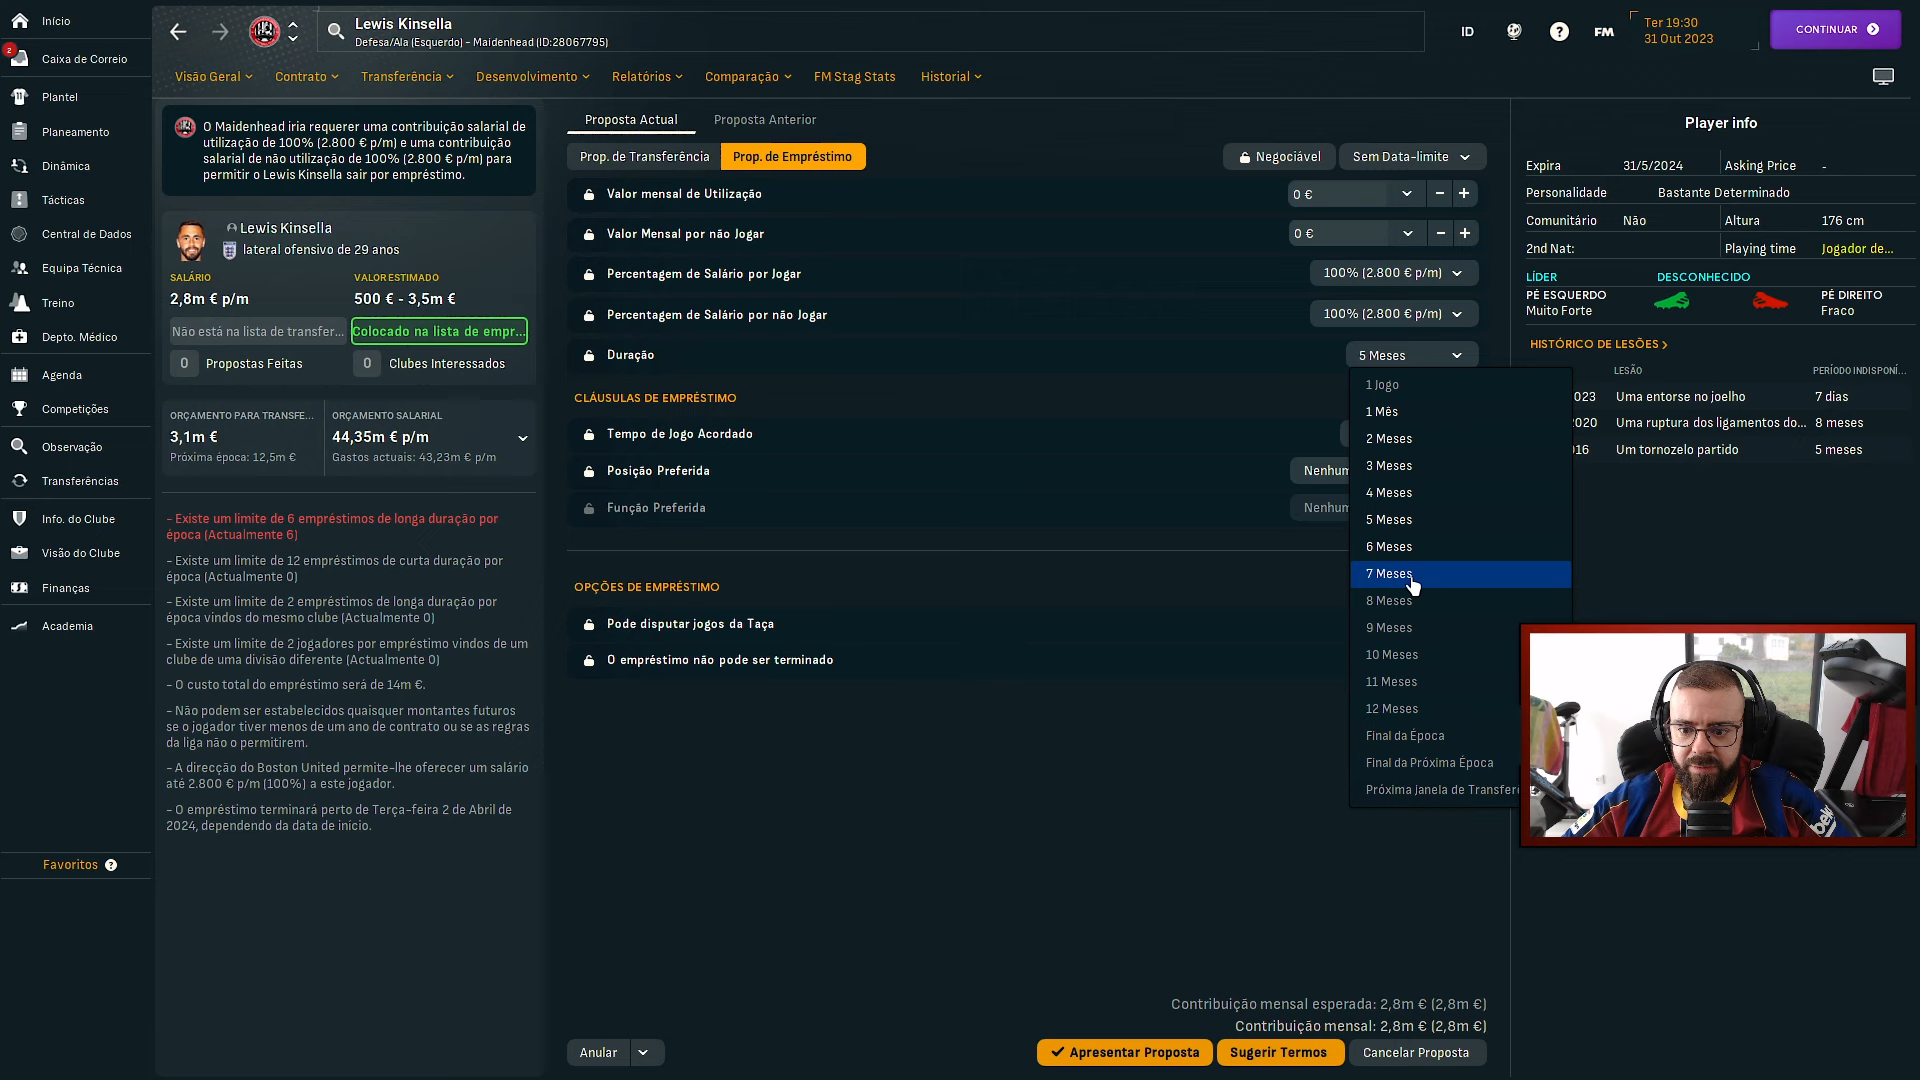 Início
2
Caixa de Correio
Plantel
Planeamento
Dinâmica
Tácticas
Central de Dados
Equipa Técnica
Treino
Depto. Médico
Agenda
Competições
Observação
Transferências
Info. do Clube
Visão do Clube
Finanças
Academia
Favoritos
Lewis Kinsella
Defesa/Ala (Esquerdo) - Maidenhead (ID:28067795)
ID
FM
Ter 19:30
31 Out 2023
CONTINUAR
Visão Geral
Contrato
Transferência
Desenvolvimento
Relatórios
Comparação
FM Stag Stats
Historial
O Maidenhead iria requerer uma contribuição salarial de
utilização de 100% (2.800 € p/m) e uma contribuição
salarial de não utilização de 100% (2.800 € p/m) para
permitir o Lewis Kinsella sair por empréstimo.
Lewis Kinsella
lateral ofensivo de 29 anos
SALÁRIO
VALOR ESTIMADO
2,8m € p/m
500 € - 3,5m €
Não está na lista de transfer...
Colocado na lista de empr...
0 Propostas Feitas
0 Clubes Interessados
ORÇAMENTO PARA TRANSFE...
ORÇAMENTO SALARIAL
3,1m €
44,35m € p/m
Próxima época: 12,5m €
Gastos actuais: 43,23m € p/m
- Existe um limite de 6 empréstimos de longa duração por
época (Actualmente 6)
- Existe um limite de 12 empréstimos de curta duração por
época (Actualmente 0)
- Existe um limite de 2 empréstimos de longa duração por
época vindos do mesmo clube (Actualmente 0)
- Existe um limite de 2 jogadores por empréstimo vindos de um
clube de uma divisão diferente (Actualmente 0)
- O custo total do empréstimo será de 14m €.
- Não podem ser estabelecidos quaisquer montantes futuros
se o jogador tiver menos de um ano de contrato ou se as regras
da liga não o permitirem.
- A direcção do Boston United permite-lhe oferecer um salário
até 2.800 € p/m (100%) a este jogador.
- O empréstimo terminará perto de Terça-feira 2 de Abril de
2024, dependendo da data de início.
Proposta Actual
Proposta Anterior
Prop. de Transferência
Prop. de Empréstimo
Negociável
Sem Data-limite
Valor mensal de Utilização
0 €
Valor Mensal por não Jogar
0 €
Percentagem de Salário por Jogar
100% (2.800 € p/m)
Percentagem de Salário por não Jogar
100% (2.800 € p/m)
Duração
5 Meses
1 Jogo
1 Mês
2 Meses
3 Meses
4 Meses
5 Meses
6 Meses
7 Meses
8 Meses
9 Meses
10 Meses
11 Meses
12 Meses
Final da Época
Final da Próxima Época
Próxima Janela de Transferê
CLÁUSULAS DE EMPRÉSTIMO
Tempo de Jogo Acordado
Posição Preferida
Nenhum
Função Preferida
Nenhum
OPÇÕES DE EMPRÉSTIMO
Pode disputar jogos da Taça
O empréstimo não pode ser terminado
Contribuição mensal esperada: 2,8m € (2,8m €)
Contribuição mensal: 2,8m € (2,8m €)
Anular
Apresentar Proposta
Sugerir Termos
Cancelar Proposta
Player info
Expira 31/5/2024
Asking Price -
Personalidade Bastante Determinado
Comunitário Não
Altura 176 cm
2nd Nat:
Playing time Jogador de...
LÍDER
DESCONHECIDO
PÉ ESQUERDO
Muito Forte
PÉ DIREITO
Fraco
HISTÓRICO DE LESÕES
LESÃO
PERÍODO INDISPONÍ...
023 Uma entorse no joelho 7 dias
2020 Uma ruptura dos ligamentos do... 8 meses
16 Um tornozelo partido 5 meses
beko